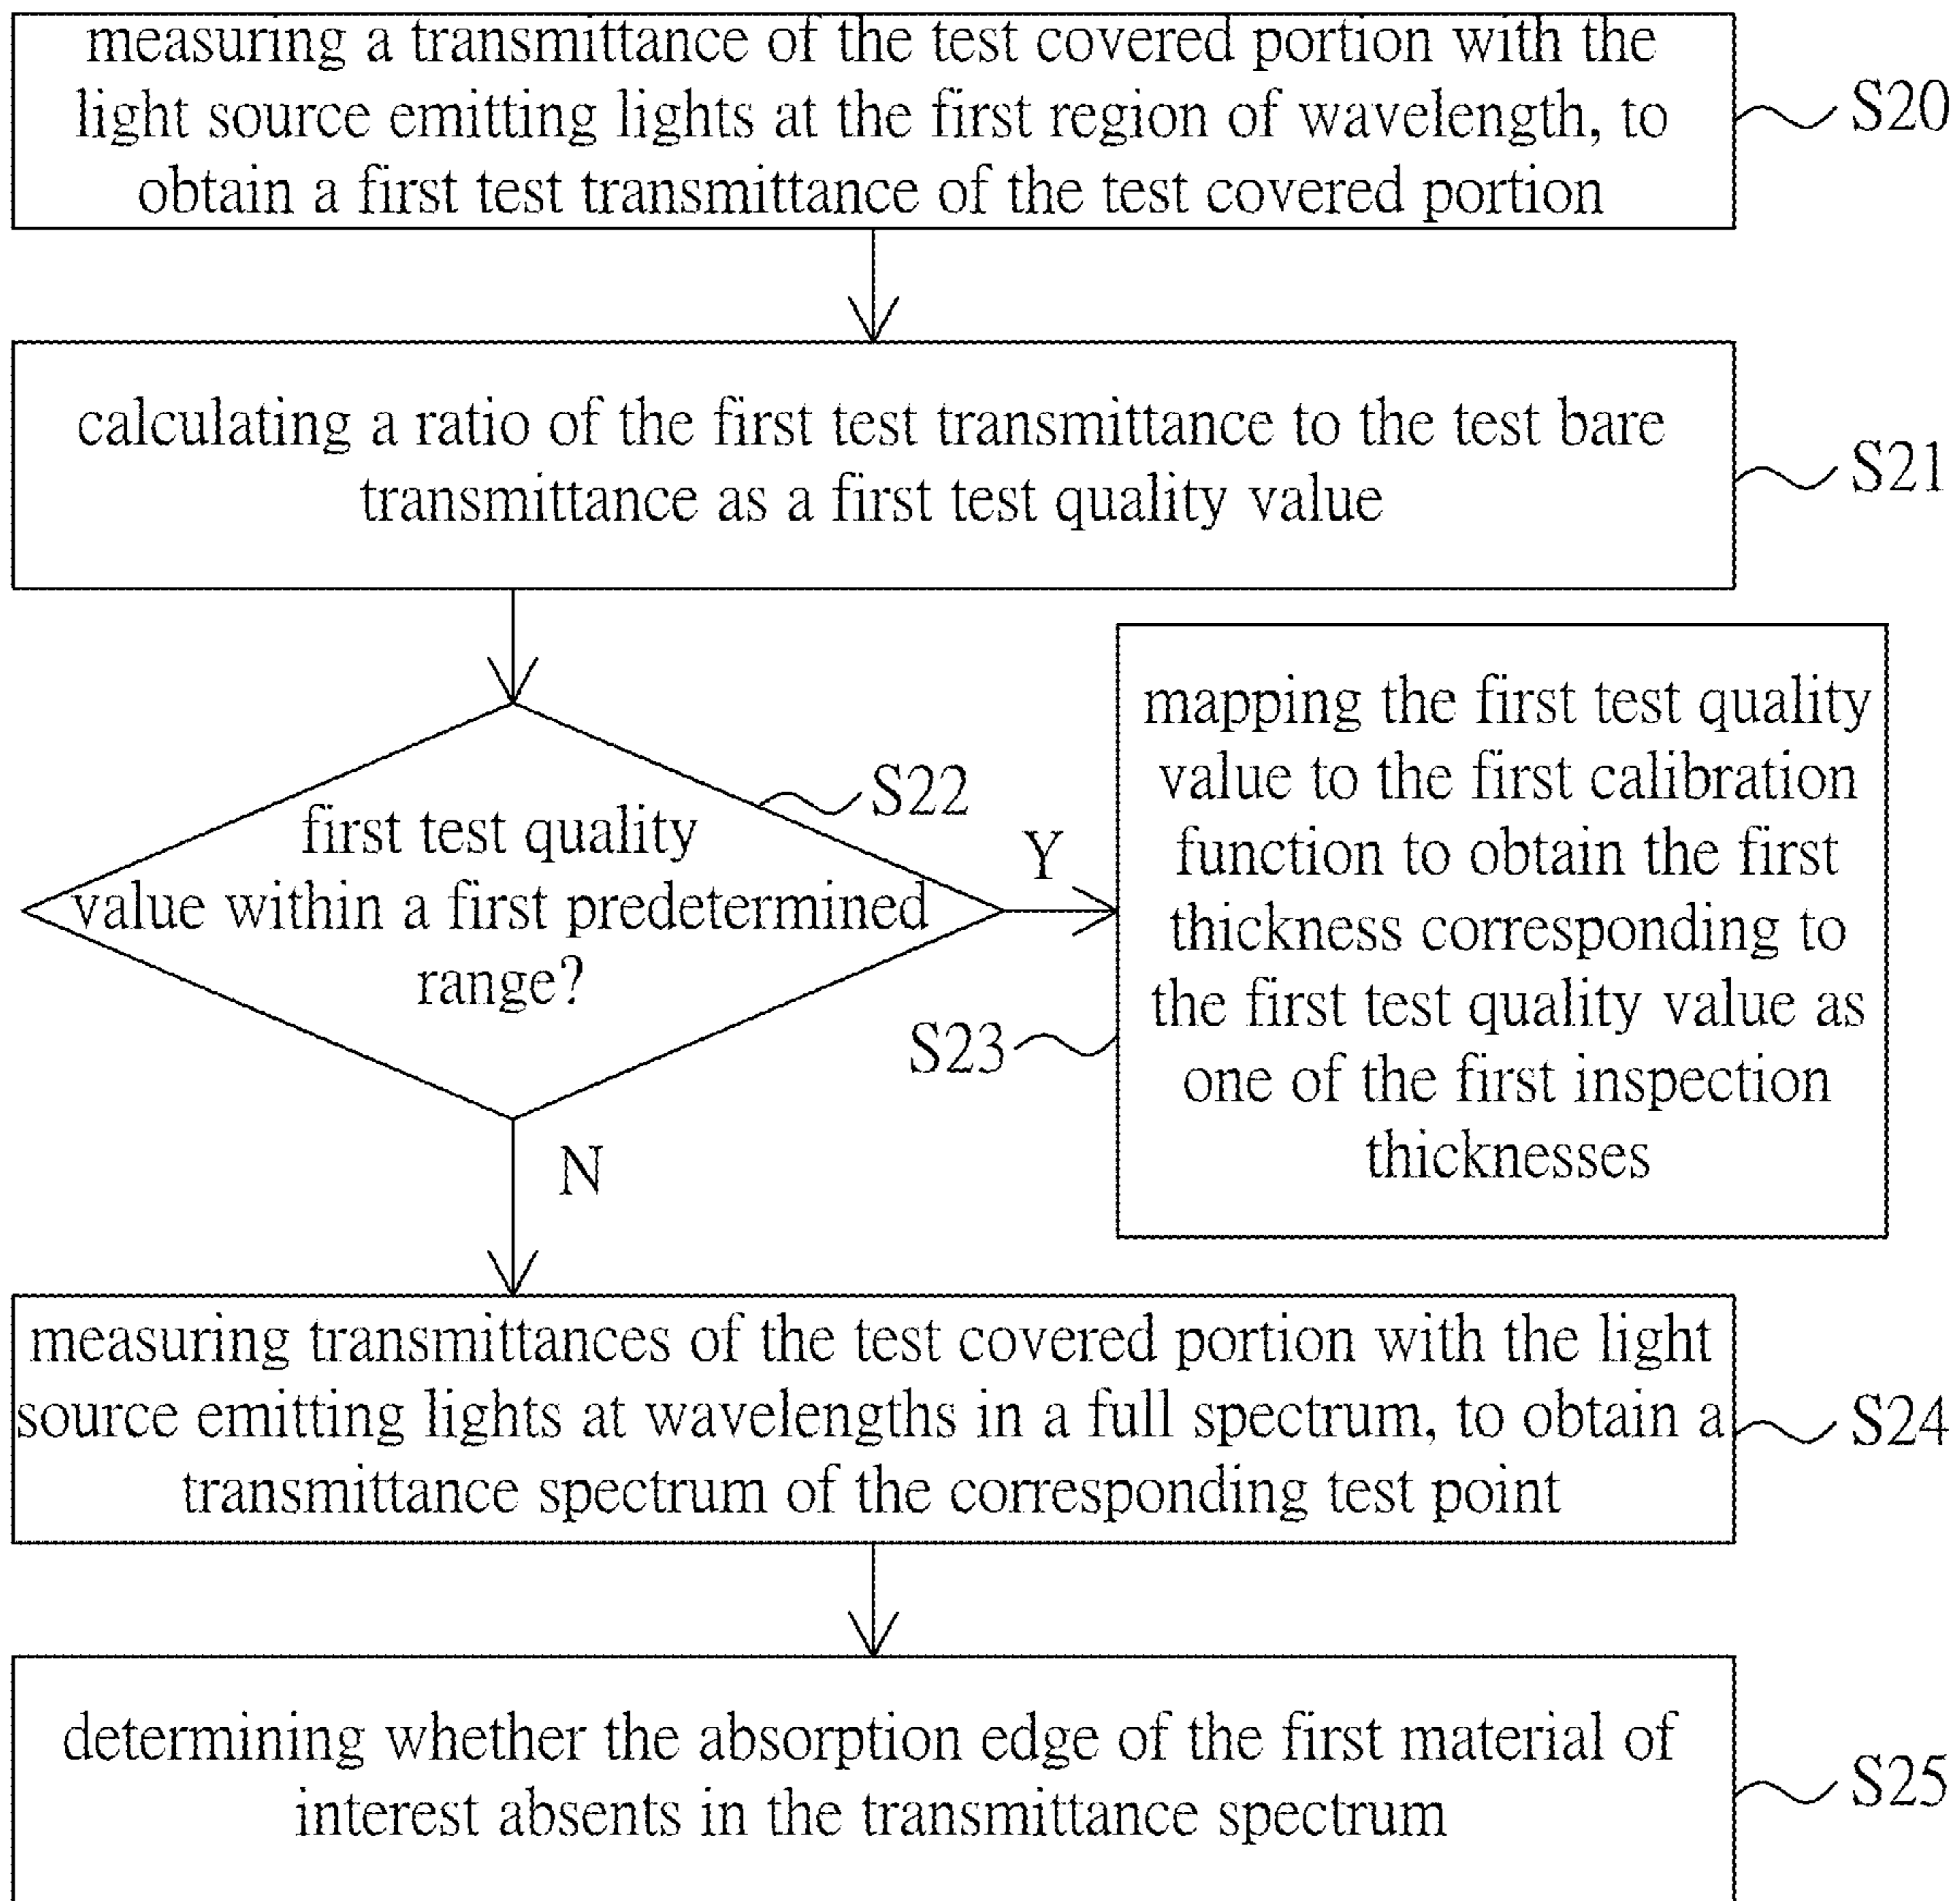 measuring a transmittance of the test covered portion with the
light source emitting lights at the first region of wavelength, to
obtain a first test transmittance of the test covered portion
S20
calculating a ratio of the first test transmittance to the test bare
transmittance as a first test quality value
S21
first test quality
value within a first predetermined
range?
S22
Y
mapping the first test quality
value to the first calibration
function to obtain the first
thickness corresponding to
the first test quality value as
one of the first inspection
thicknesses
S23
N
measuring transmittances of the test covered portion with the light
source emitting lights at wavelengths in a full spectrum, to obtain a
transmittance spectrum of the corresponding test point
S24
determining whether the absorption edge of the first material of
interest absents in the transmittance spectrum
S25